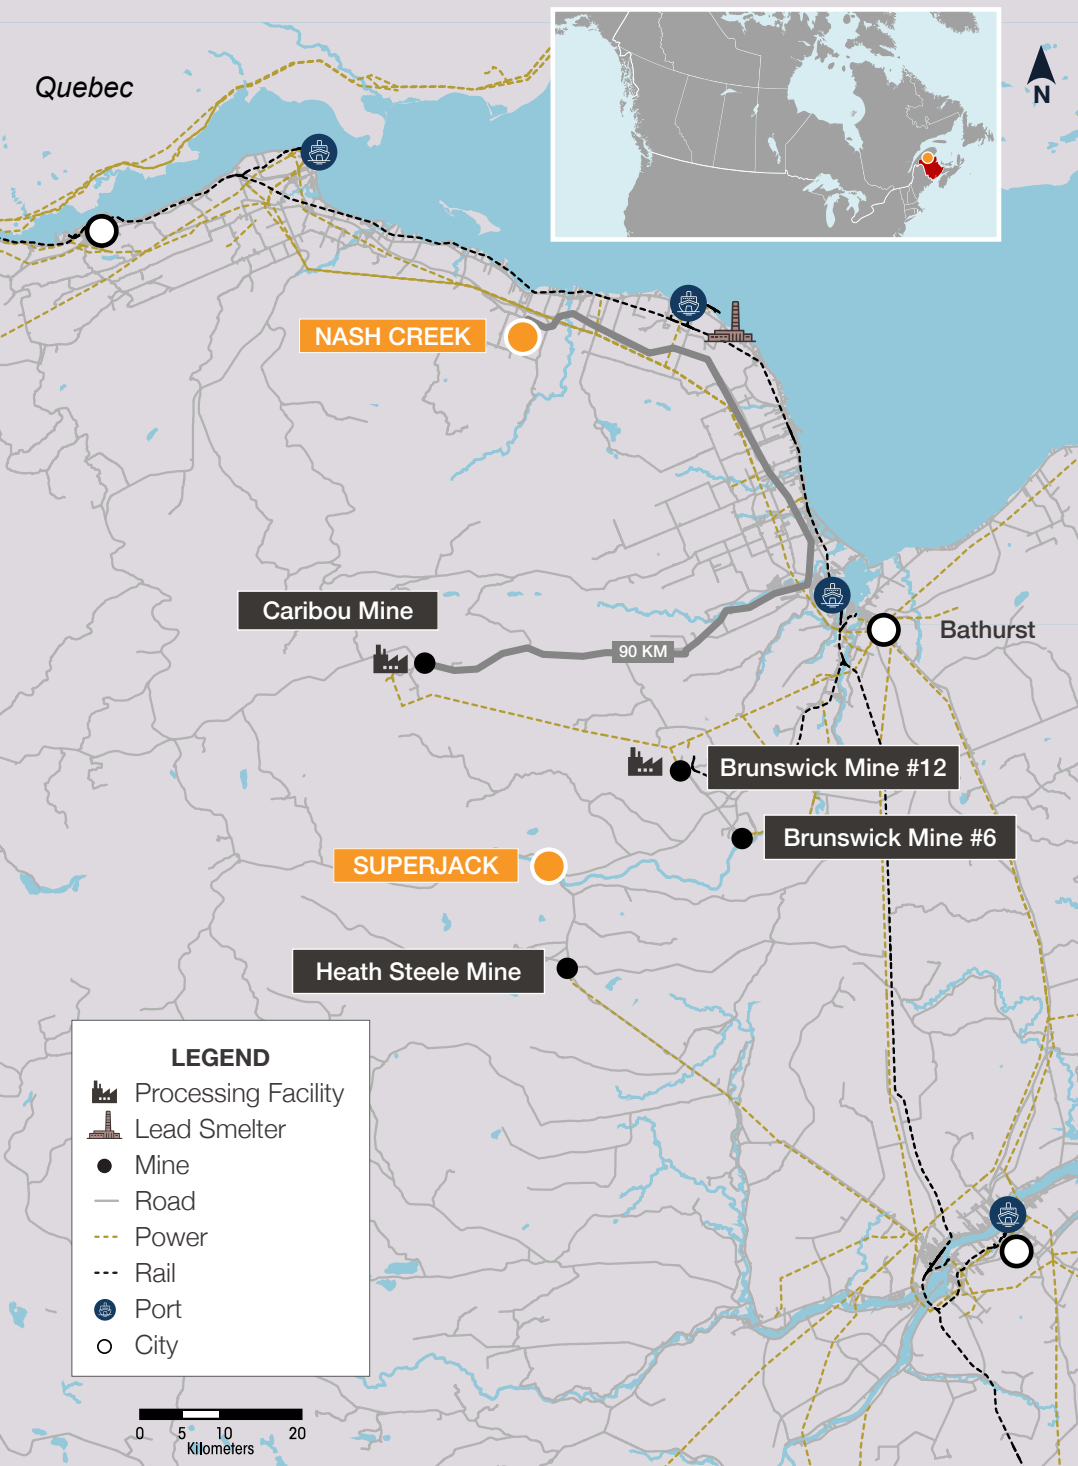 Quebec
N
NASH CREEK
Caribou Mine
90 KM
Bathurst
Brunswick Mine #12
Brunswick Mine #6
SUPERJACK
Heath Steele Mine
LEGEND
Processing Facility
Lead Smelter
Mine
Road
Power
Rail
Port
City
0 5 10 20
Kilometers